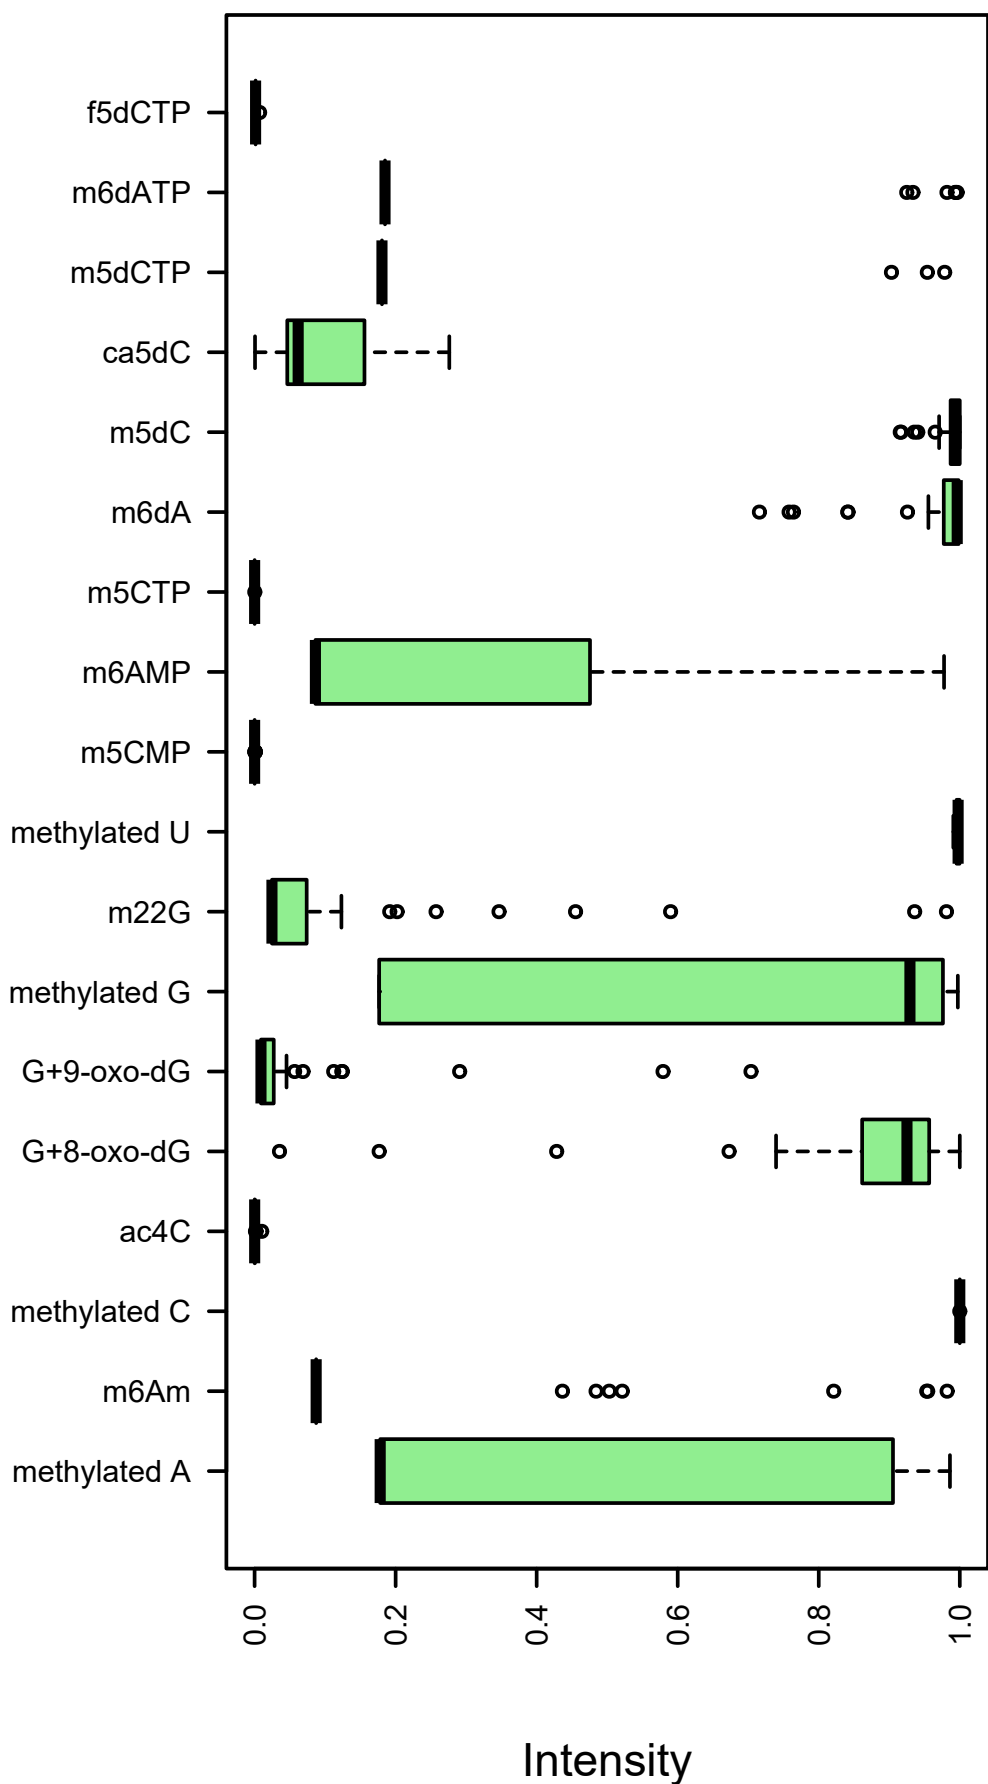 f5dCTP
m6dATP
m5dCTP
ca5dC
m5dC
m6dA
m5CTP
m6AMP
m5CMP
methylated U
m22G
methylated G
G+9-oxo-dG
G+8-oxo-dG
ac4C
methylated C
m6Am
methylated A
0.0 0.2 0.4 0.6 0.8 1.0
Intensity